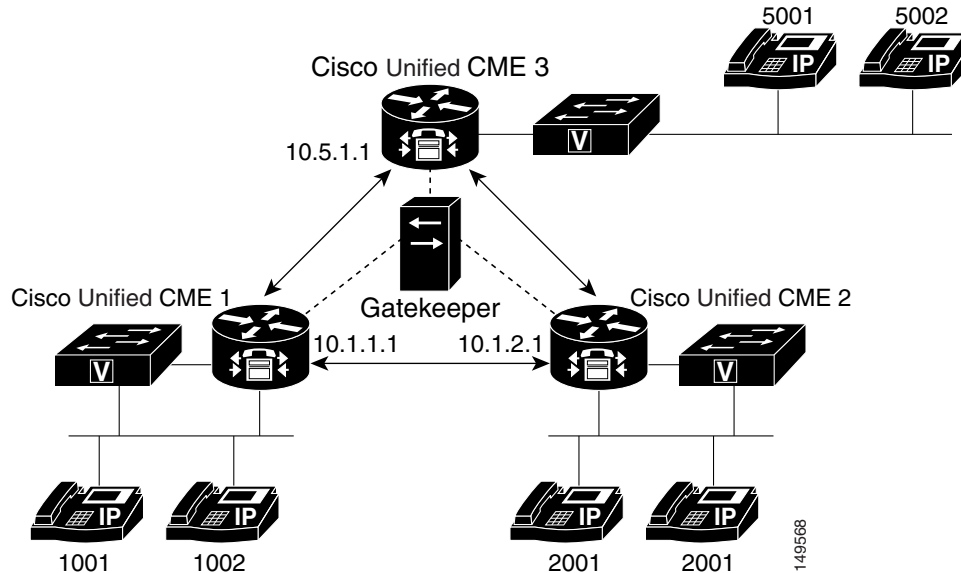 5001 5002
Cisco Unified CME 3
IP IP
V
10.5.1.1
Gatekeeper
Cisco Unified CME 1 Cisco Unified CME 2
10.1.1.1 10.1.2.1
V V
IP IP IP IP
1001 1002 2001 2001
149568